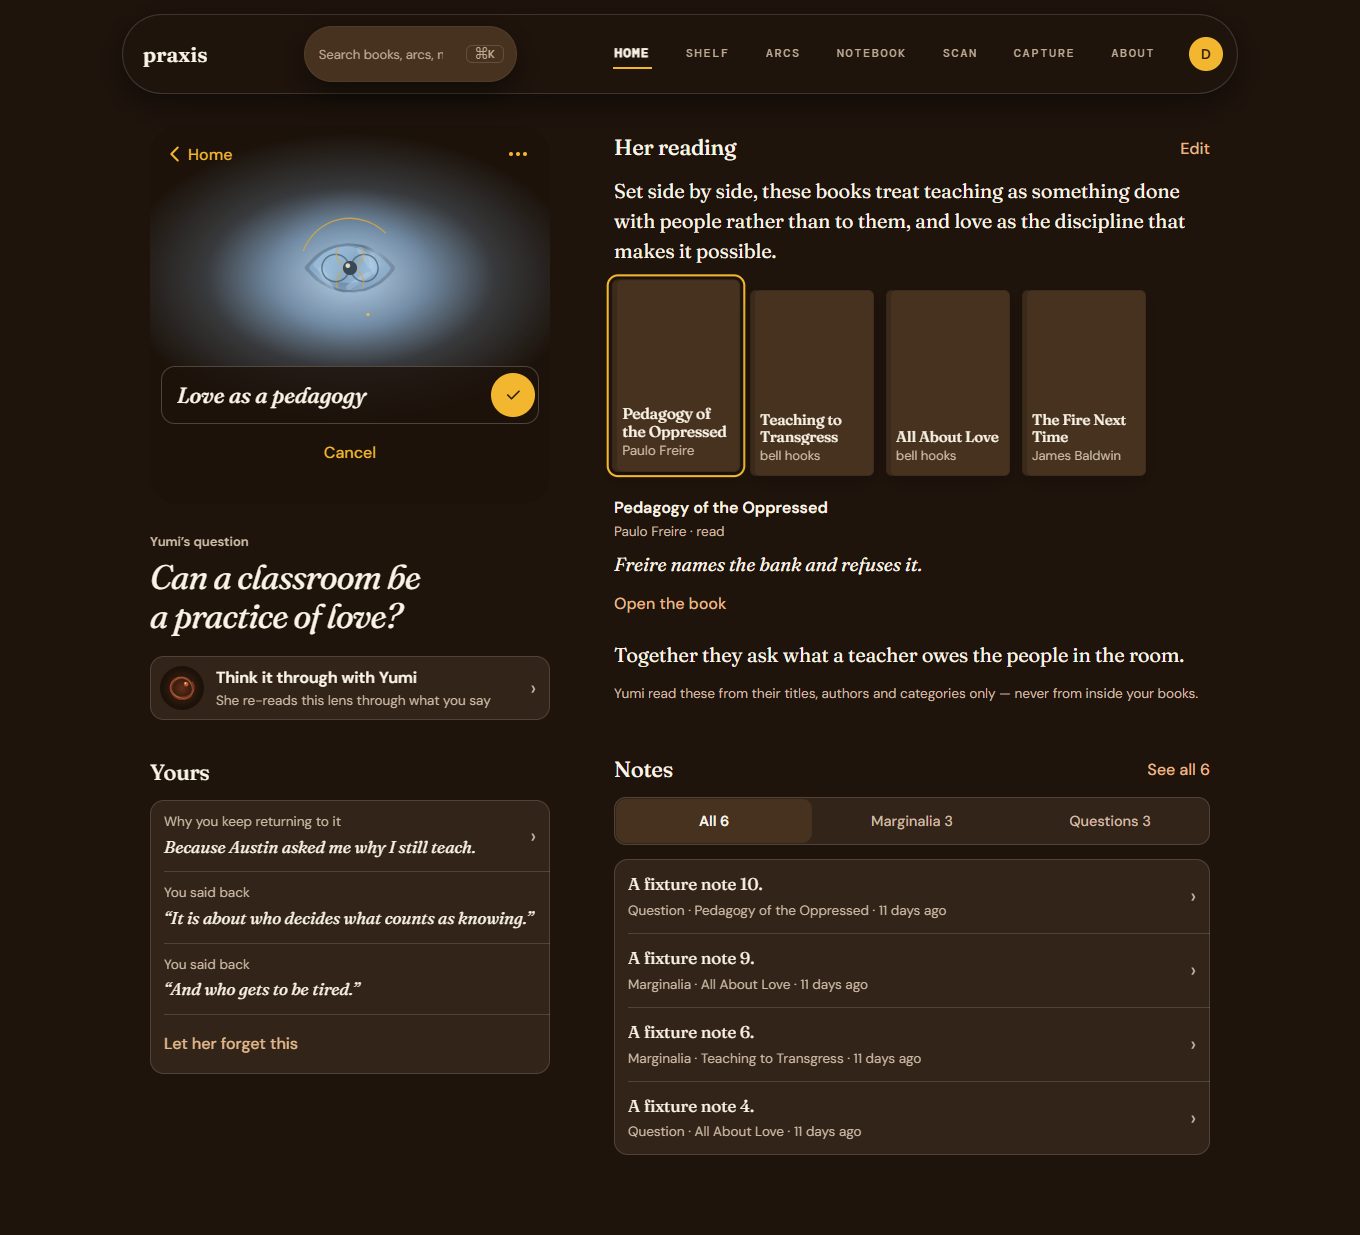 praxis
Search books, arcs, n
⌘K
HOME
SHELF
ARCS
NOTEBOOK
SCAN
CAPTURE
ABOUT
D
Home
Love as a pedagogy
Cancel
Yumi's question
Can a classroom be
a practice of love?
Think it through with Yumi
She re-reads this lens through what you say
Yours
Why you keep returning to it
Because Austin asked me why I still teach.
You said back
“It is about who decides what counts as knowing.”
You said back
“And who gets to be tired.”
Let her forget this
Her reading
Edit
Set side by side, these books treat teaching as something done
with people rather than to them, and love as the discipline that
makes it possible.
Pedagogy of
the Oppressed
Paulo Freire
Teaching to
Transgress
bell hooks
All About Love
bell hooks
The Fire Next
Time
James Baldwin
Pedagogy of the Oppressed
Paulo Freire · read
Freire names the bank and refuses it.
Open the book
Together they ask what a teacher owes the people in the room.
Yumi read these from their titles, authors and categories only — never from inside your books.
Notes
See all 6
All 6
Marginalia 3
Questions 3
A fixture note 10.
Question · Pedagogy of the Oppressed · 11 days ago
A fixture note 9.
Marginalia · All About Love · 11 days ago
A fixture note 6.
Marginalia · Teaching to Transgress · 11 days ago
A fixture note 4.
Question · All About Love · 11 days ago